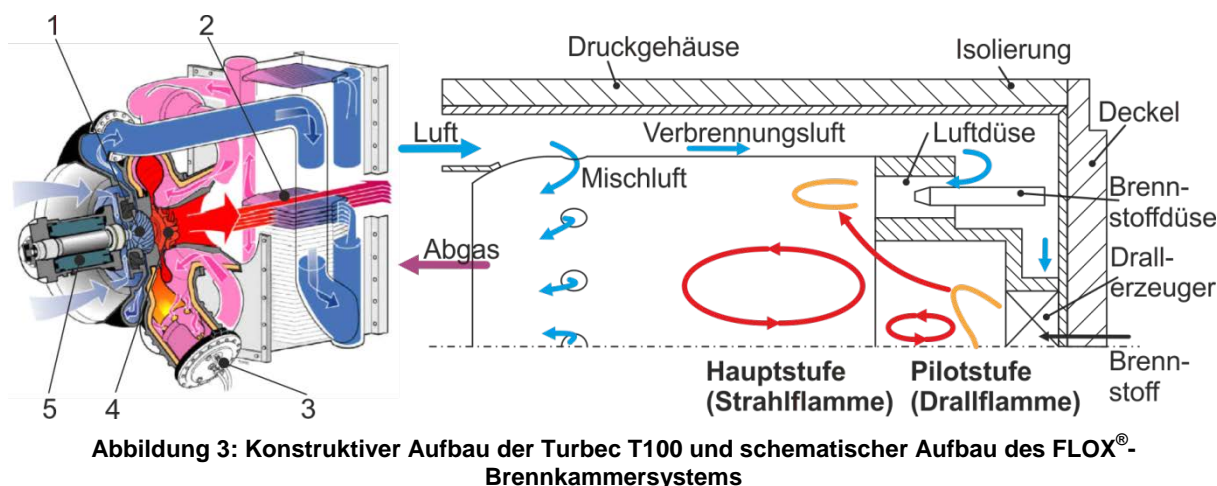 1
2
Druckgehäuse
Isolierung
Deckel
Luft
Verbrennungsluft
Luftdüse
Mischluft
Brenn-
stoffdüse
Abgas
Drall-
erzeuger
Hauptstufe
(Strahlflamme)
Pilotstufe
(Drallflamme)
Brenn-
stoff
5
4
3
Abbildung 3: Konstruktiver Aufbau der Turbec T100 und schematischer Aufbau des FLOX®-
Brennkammersystems